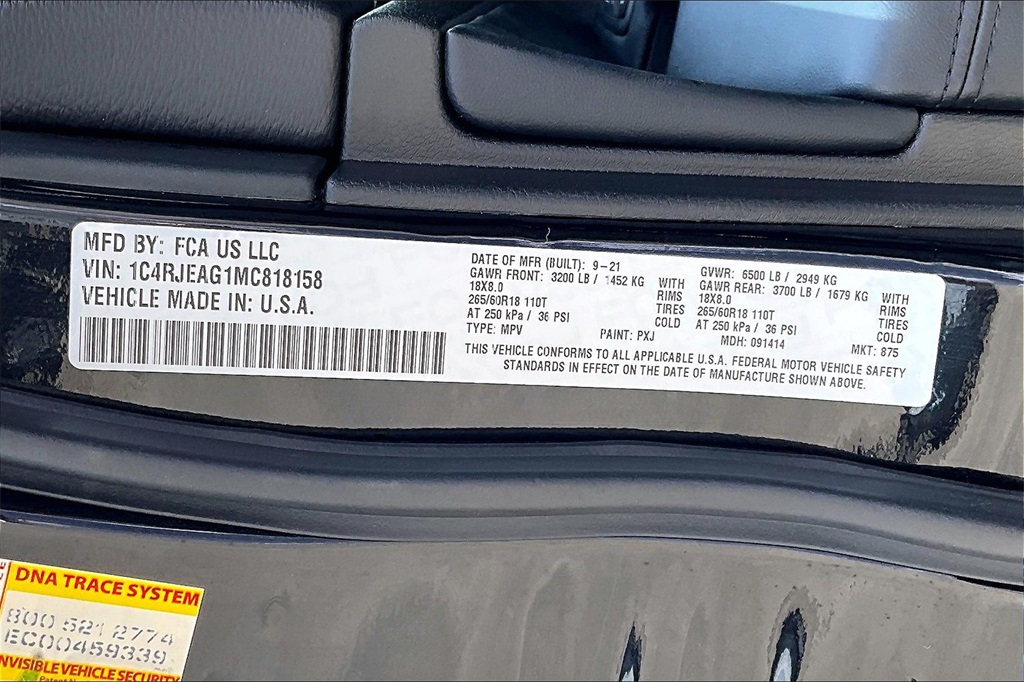 MFD BY: FCA US LLC
VIN: 1C4RJEAG1MC818158
VEHICLE MADE IN: U.S.A.
DATE OF MFR (BUILT): 9-21
GAWR FRONT: 3200 LB / 1452 KG WITH
18X8.0 RIMS
265/60R18 110T TIRES
AT 250 kPa / 36 PSI COLD
TYPE: MPV PAINT: PXJ
GVWR: 6500 LB / 2949 KG
GAWR REAR: 3700 LB / 1679 KG WITH
18X8.0 RIMS
265/60R18 110T TIRES
AT 250 kPa / 36 PSI COLD
MDH: 091414 MKT: 875
THIS VEHICLE CONFORMS TO ALL APPLICABLE U.S.A. FEDERAL MOTOR VEHICLE SAFETY
STANDARDS IN EFFECT ON THE DATE OF MANUFACTURE SHOWN ABOVE.
DNA TRACE SYSTEM
800 521 2774
EC00459339
INVISIBLE VEHICLE SECURITY